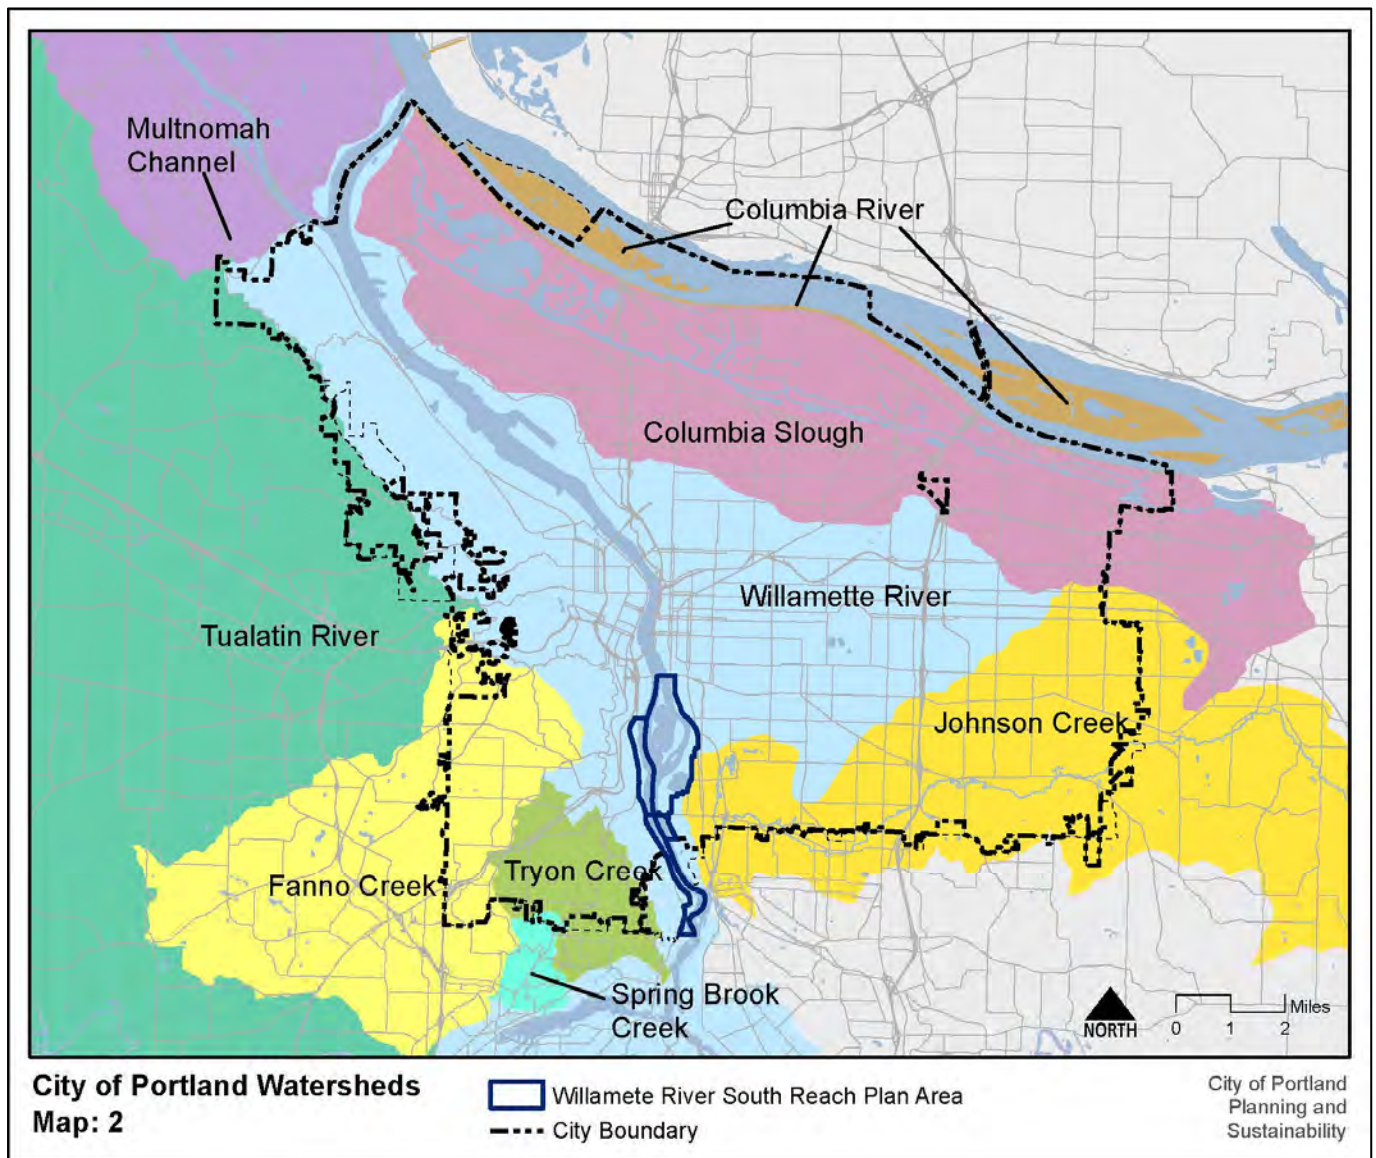 Multnomah
Channel
Columbia River
Columbia Slough
Willamette River
Tualatin River
Johnson Creek
Tryon Creek
Fanno Creek
Spring Brook
Creek
NORTH
0 1 2
Miles
City of Portland Watersheds
Map: 2
Willamete River South Reach Plan Area
City Boundary
City of Portland
Planning and
Sustainability